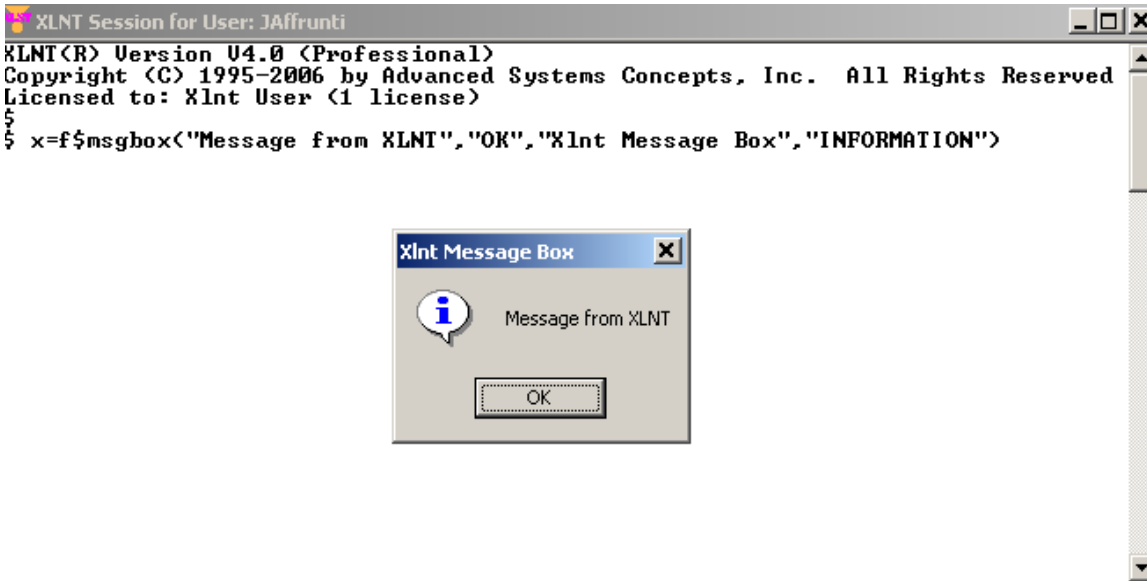 XLNT Session for User: JAffrunti
XLNT(R) Version V4.0 (Professional)
Copyright (C) 1995-2006 by Advanced Systems Concepts, Inc.  All Rights Reserved
Licensed to: Xlnt User (1 license)
$
$ x=f$msgbox("Message from XLNT","OK","Xlnt Message Box","INFORMATION")
Xlnt Message Box
Message from XLNT
OK